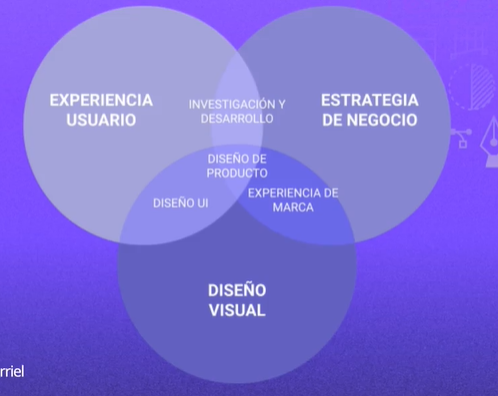 EXPERIENCIA
USUARIO
INVESTIGACIÓN Y
DESARROLLO
ESTRATEGIA
DE NEGOCIO
DISEÑO DE
PRODUCTO
DISEÑO UI
EXPERIENCIA DE
MARCA
DISEÑO
VISUAL
rriel